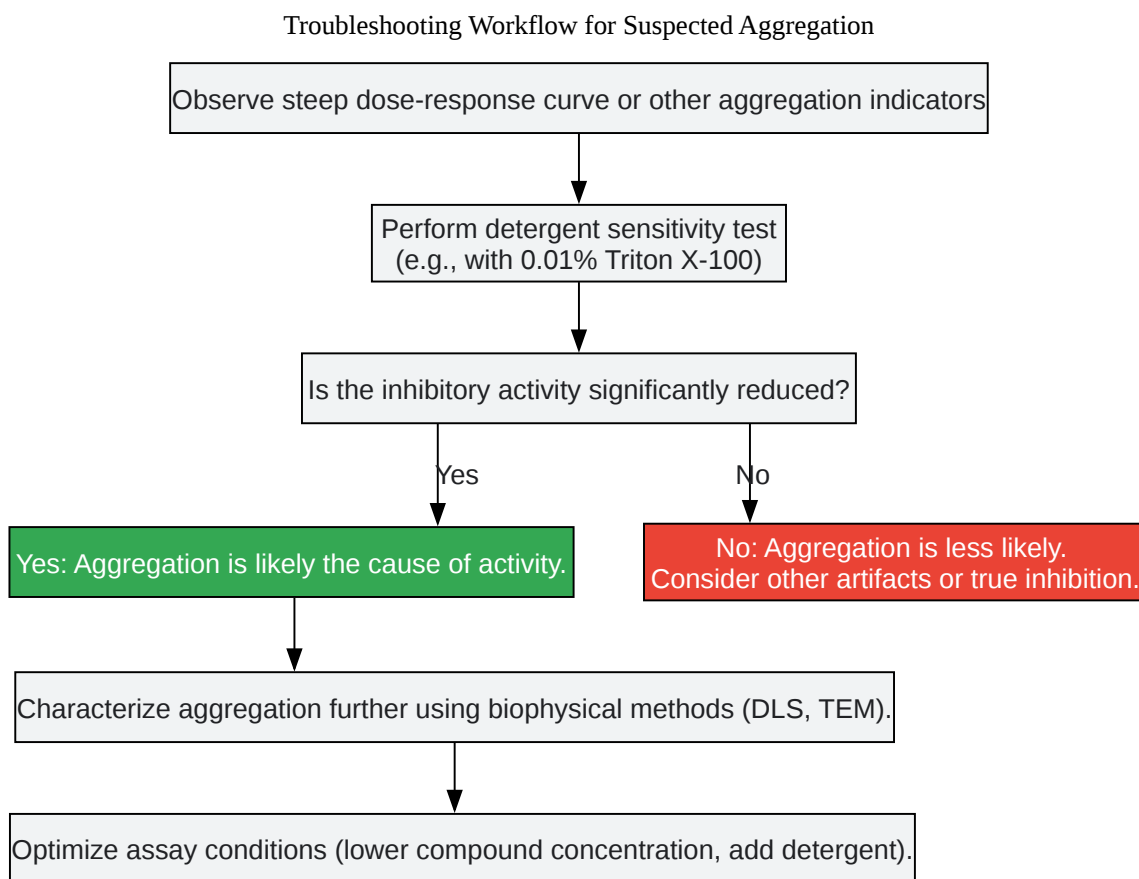 Troubleshooting Workflow for Suspected Aggregation
Observe steep dose-response curve or other aggregation indicators
Perform detergent sensitivity test
(e.g., with 0.01% Triton X-100)
Is the inhibitory activity significantly reduced?
Yes
No
Yes: Aggregation is likely the cause of activity.
No: Aggregation is less likely.
Consider other artifacts or true inhibition.
Characterize aggregation further using biophysical methods (DLS, TEM).
Optimize assay conditions (lower compound concentration, add detergent).